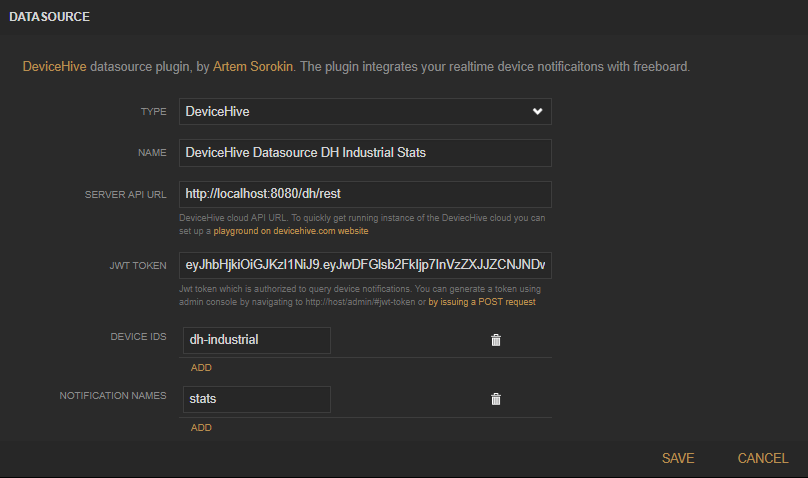 DATASOURCE
DeviceHive datasource plugin, by Artem Sorokin. The plugin integrates your realtime device notificaitons with freeboard.
TYPE DeviceHive
NAME DeviceHive Datasource DH Industrial Stats
SERVER API URL http://localhost:8080/dh/rest
DeviceHive cloud API URL. To quickly get running instance of the DeviecHive cloud you can
set up a playground on devicehive.com website
JWT TOKEN eyJhbHjkiOiGJKzI1NiJ9.eyJwDFGlsb2FkIjp7InVzZXJJZCNJNDw
Jwt token which is authorized to query device notifications. You can generate a token using
admin console by navigating to http://host/admin/#jwt-token or by issuing a POST request
DEVICE IDS dh-industrial
ADD
NOTIFICATION NAMES stats
ADD
SAVE CANCEL